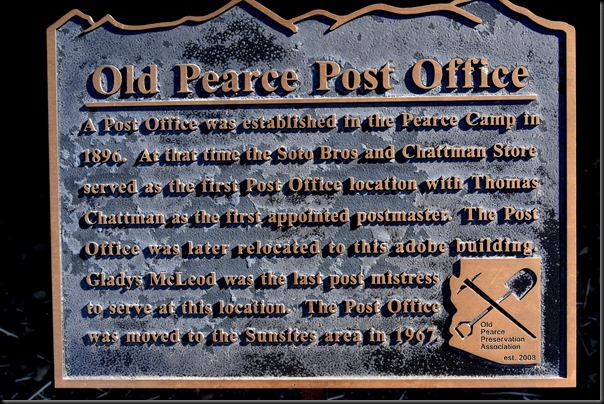 Old Pearce Post Office
A Post Office was established in the Pearce Camp in
1896. At that time the Soto Bros and Chattman Store
served as the first Post Office location with Thomas
Chattman as the first appointed postmaster. The Post
Office was later relocated to this adobe building.
Gladys McLeod was the last post mistress
to serve at this location. The Post Office
was moved to the Sunsites area in 1967.
Old
Pearce
Preservation
Association
est. 2003